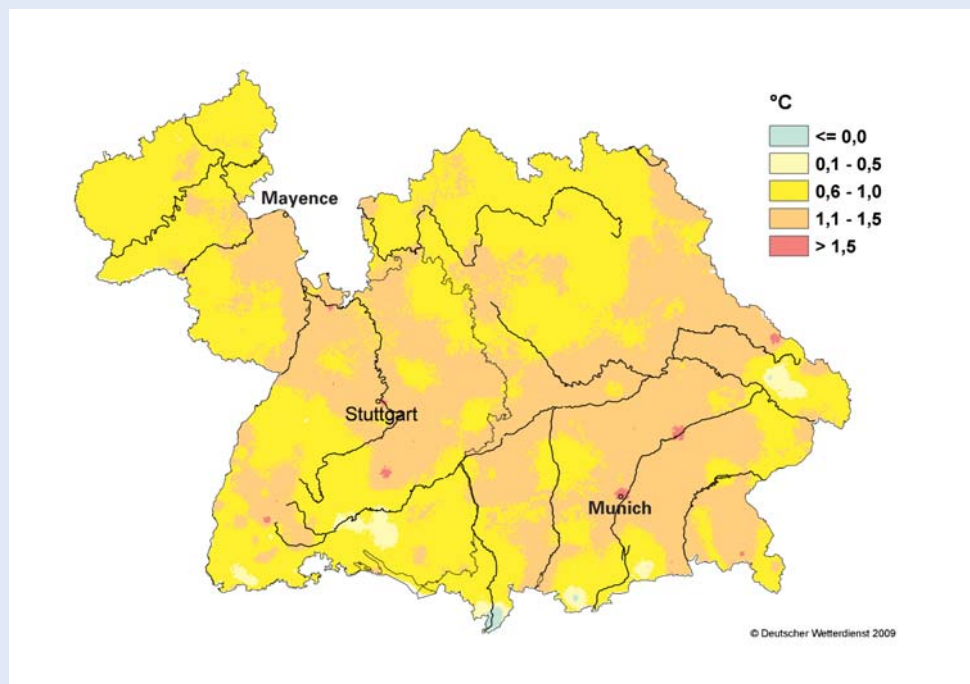 °C
<= 0,0
0,1 - 0,5
0,6 - 1,0
1,1 - 1,5
> 1,5
Mayence
Stuttgart
Munich
© Deutscher Wetterdienst 2009